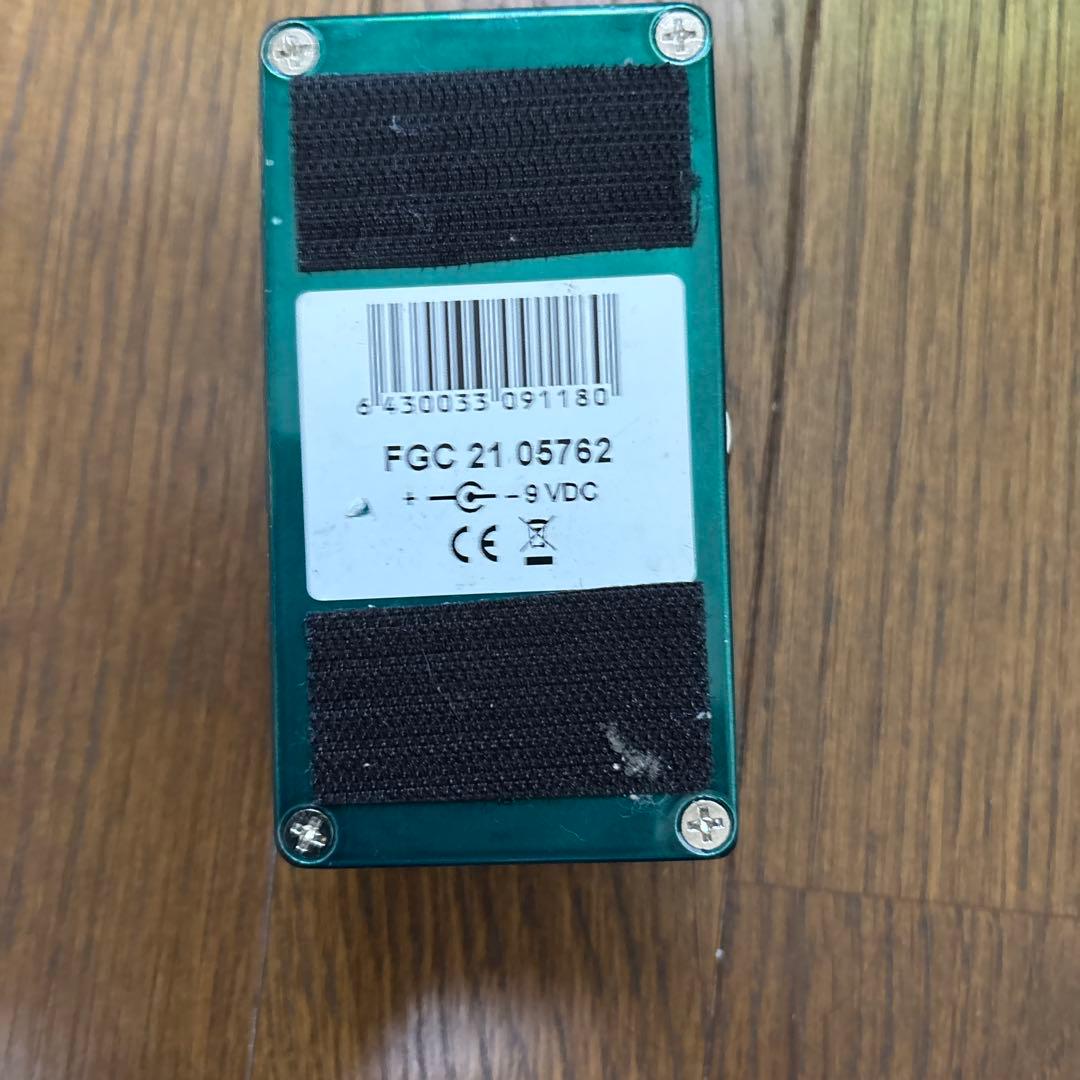 6 430033 091180
FGC 21 05762
+ – 9 VDC
CE